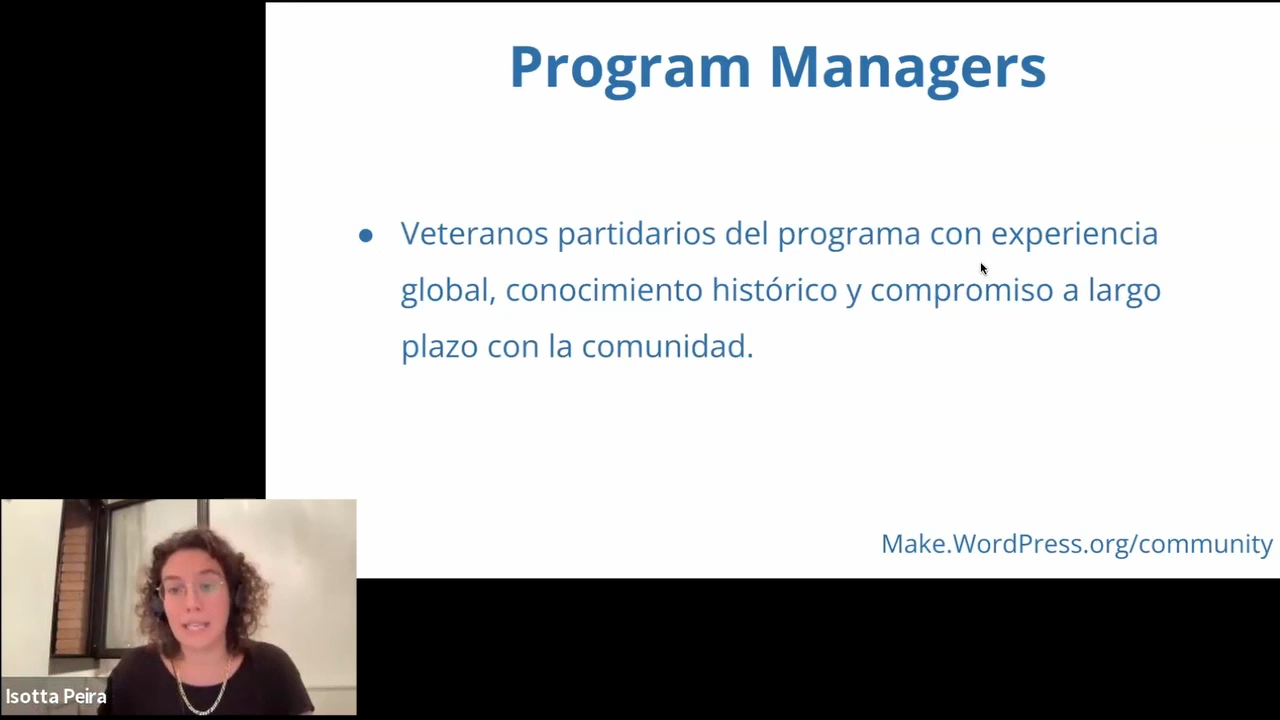 Program Managers
● Veteranos partidarios del programa con experiencia
global, conocimiento histórico y compromiso a largo
plazo con la comunidad.
Make.WordPress.org/community
Isotta Peira